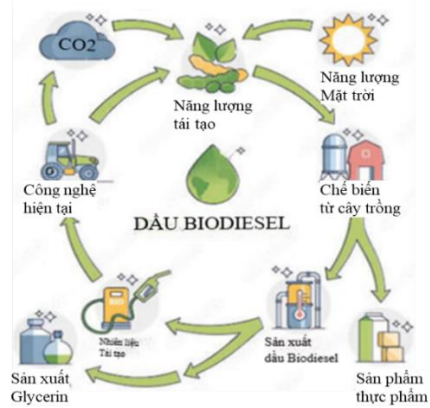 CO2
Năng lượng
tái tạo
Năng lượng
Mặt trời
Công nghệ
hiện tại
DẦU BIODIESEL
Chế biến
từ cây trồng
BIO
Nhiên liệu
Tái tạo
Sản xuất
dầu Biodiesel
Sản xuất
Glycerin
Sản phẩm
thực phẩm